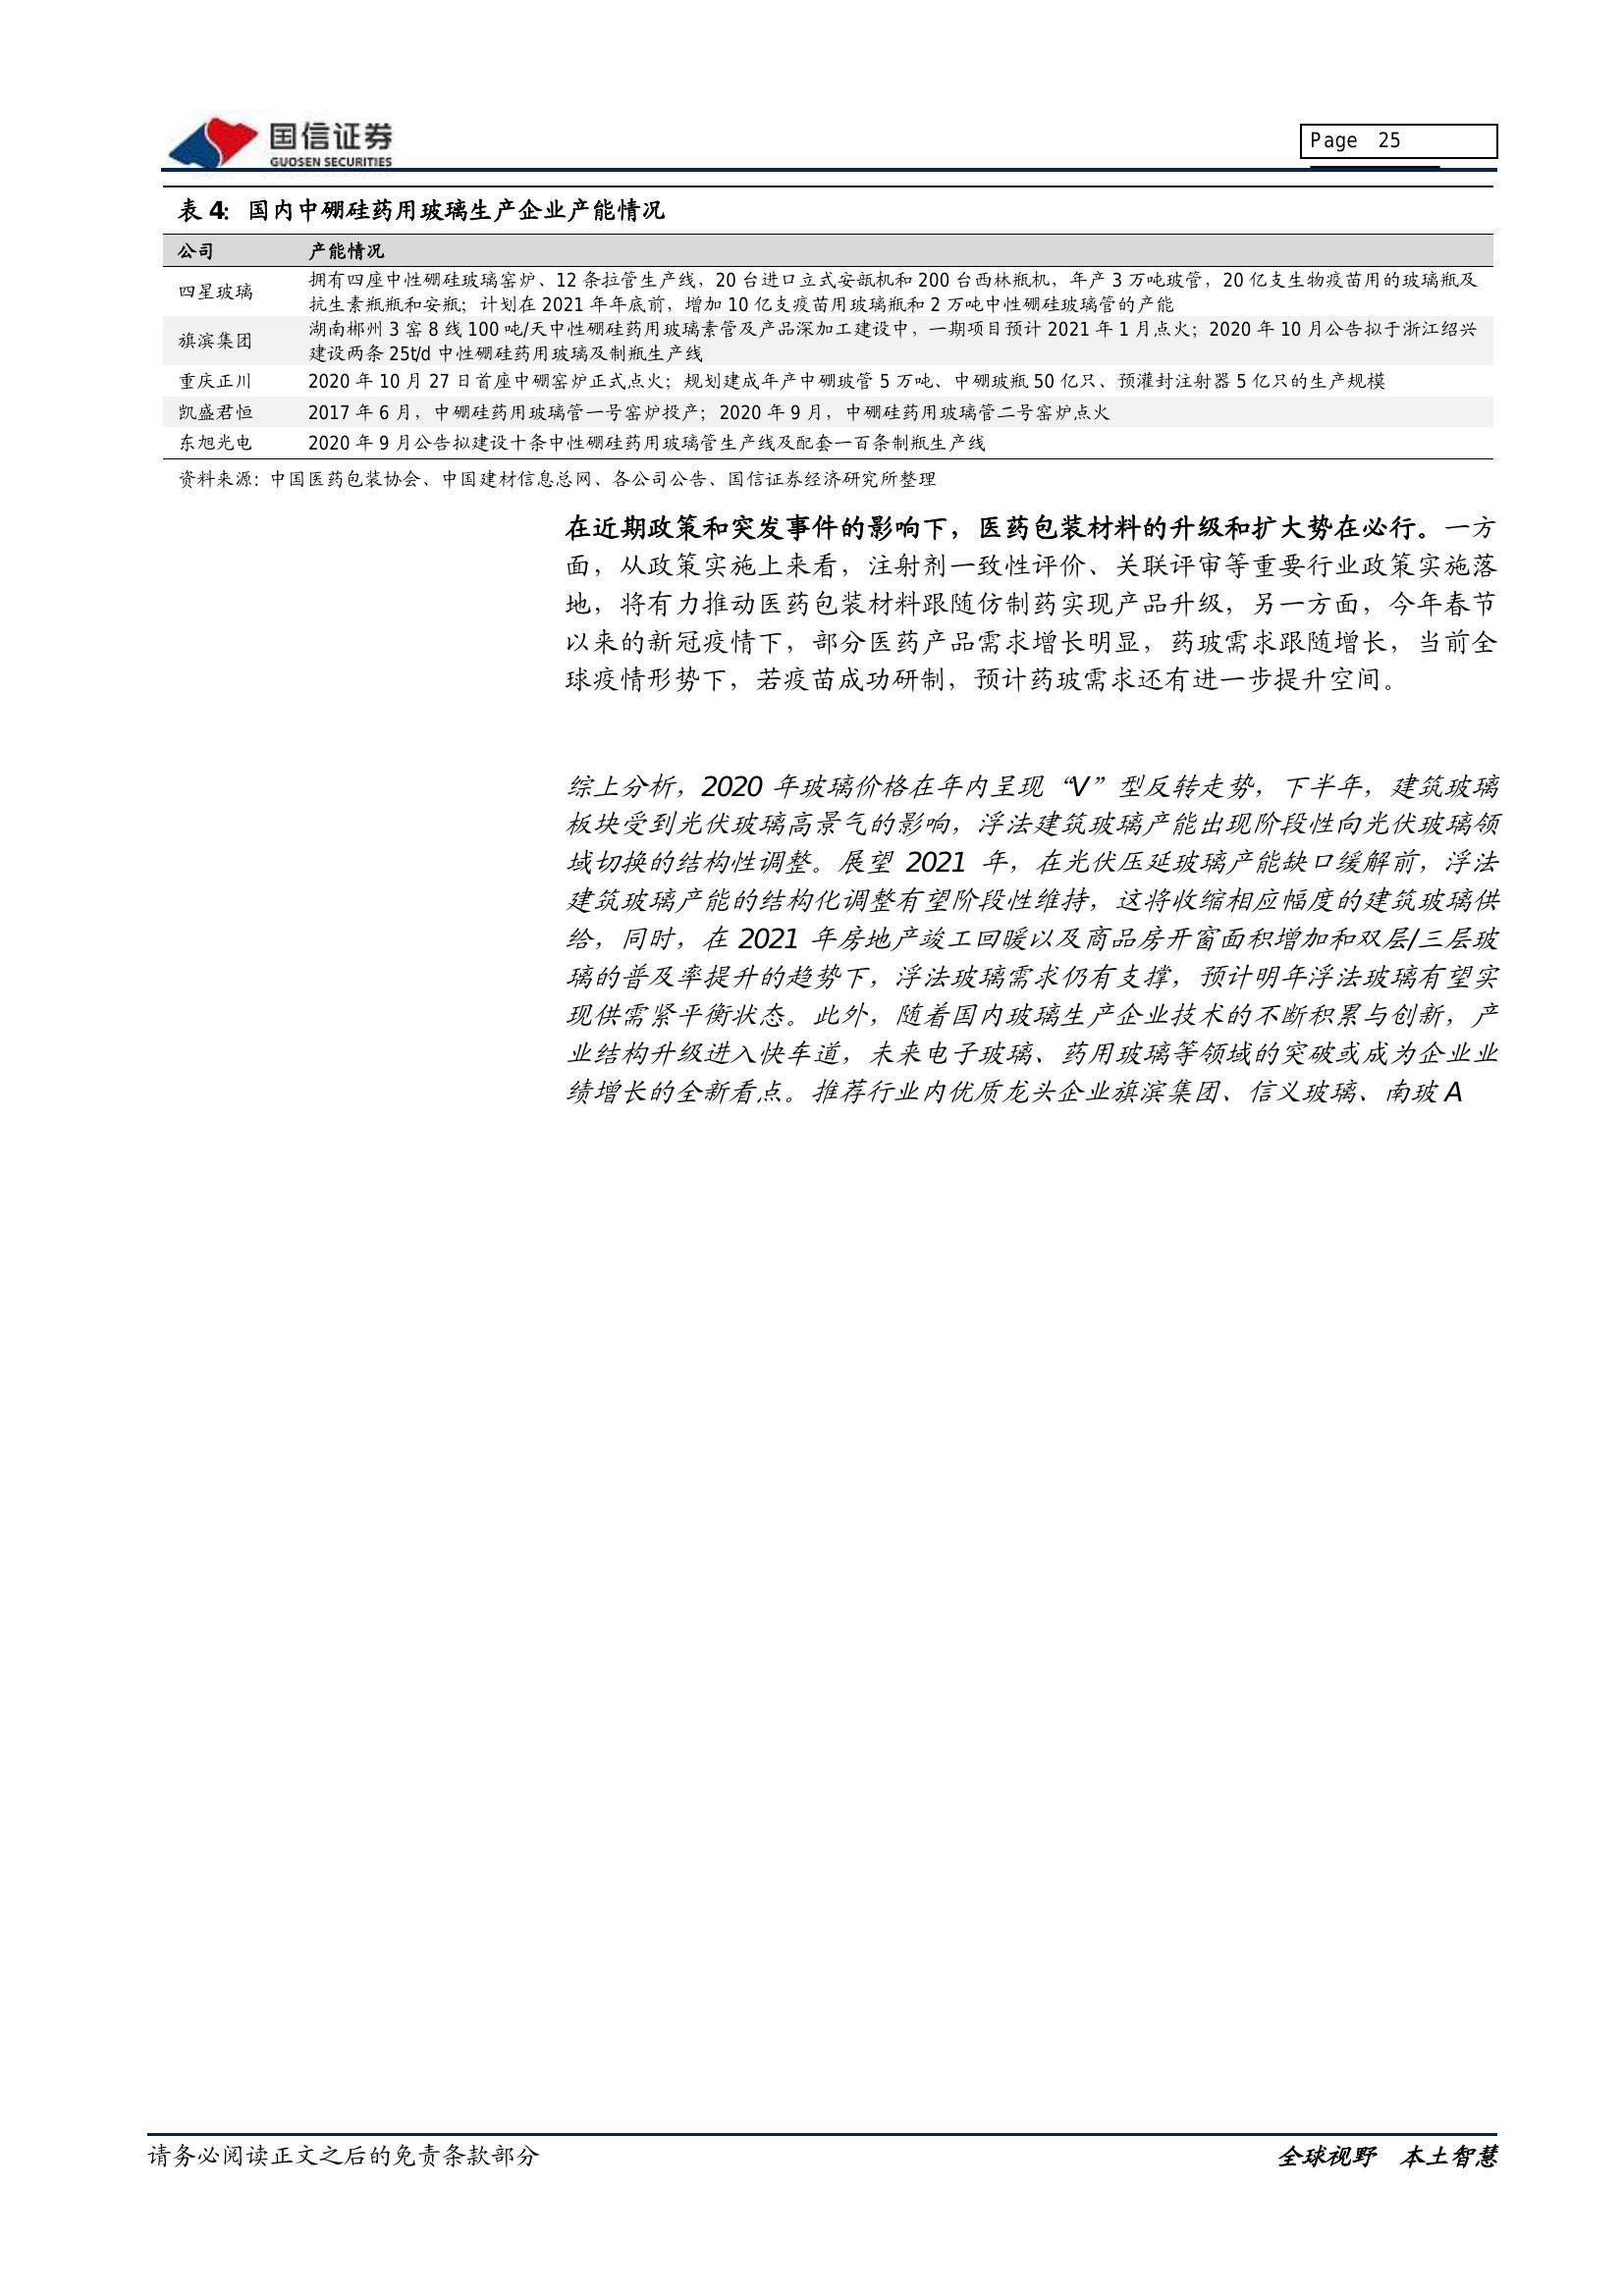 国信证券
GUOSEN SECURITIES
Page 25
表 4: 国内中硼硅药用玻璃生产企业产能情况
公司 产能情况
四星玻璃 拥有四座中性硼硅玻璃窑炉、12 条拉管生产线，20 台进口立式安瓿机和 200 台西林瓶机，年产 3 万吨玻管，20 亿支生物疫苗用的玻璃瓶及
抗生素瓶瓶和安瓶；计划在 2021 年年底前，增加 10 亿支疫苗用玻璃瓶和 2 万吨中性硼硅玻璃管的产能
旗滨集团 湖南郴州 3 窑 8 线 100 吨/天中性硼硅药用玻璃素管及产品深加工建设中，一期项目预计 2021 年 1 月点火；2020 年 10 月公告拟于浙江绍兴
建设两条 25t/d 中性硼硅药用玻璃及制瓶生产线
重庆正川 2020 年 10 月 27 日首座中硼窑炉正式点火；规划建成年产中硼玻管 5 万吨、中硼玻瓶 50 亿只、预灌封注射器 5 亿只的生产规模
凯盛君恒 2017 年 6 月，中硼硅药用玻璃管一号窑炉投产；2020 年 9 月，中硼硅药用玻璃管二号窑炉点火
东旭光电 2020 年 9 月公告拟建设十条中性硼硅药用玻璃管生产线及配套一百条制瓶生产线
资料来源：中国医药包装协会、中国建材信息总网、各公司公告、国信证券经济研究所整理
在近期政策和突发事件的影响下，医药包装材料的升级和扩大势在必行。一方
面，从政策实施上来看，注射剂一致性评价、关联评审等重要行业政策实施落
地，将有力推动医药包装材料跟随仿制药实现产品升级，另一方面，今年春节
以来的新冠疫情下，部分医药产品需求增长明显，药玻需求跟随增长，当前全
球疫情形势下，若疫苗成功研制，预计药玻需求还有进一步提升空间。
综上分析，2020 年玻璃价格在年内呈现“V”型反转走势，下半年，建筑玻璃
板块受到光伏玻璃高景气的影响，浮法建筑玻璃产能出现阶段性向光伏玻璃领
域切换的结构性调整。展望 2021 年，在光伏压延玻璃产能缺口缓解前，浮法
建筑玻璃产能的结构化调整有望阶段性维持，这将收缩相应幅度的建筑玻璃供
给，同时，在 2021 年房地产竣工回暖以及商品房开窗面积增加和双层/三层玻
璃的普及率提升的趋势下，浮法玻璃需求仍有支撑，预计明年浮法玻璃有望实
现供需紧平衡状态。此外，随着国内玻璃生产企业技术的不断积累与创新，产
业结构升级进入快车道，未来电子玻璃、药用玻璃等领域的突破或成为企业业
绩增长的全新看点。推荐行业内优质龙头企业旗滨集团、信义玻璃、南玻 A
请务必阅读正文之后的免责条款部分
全球视野 本土智慧